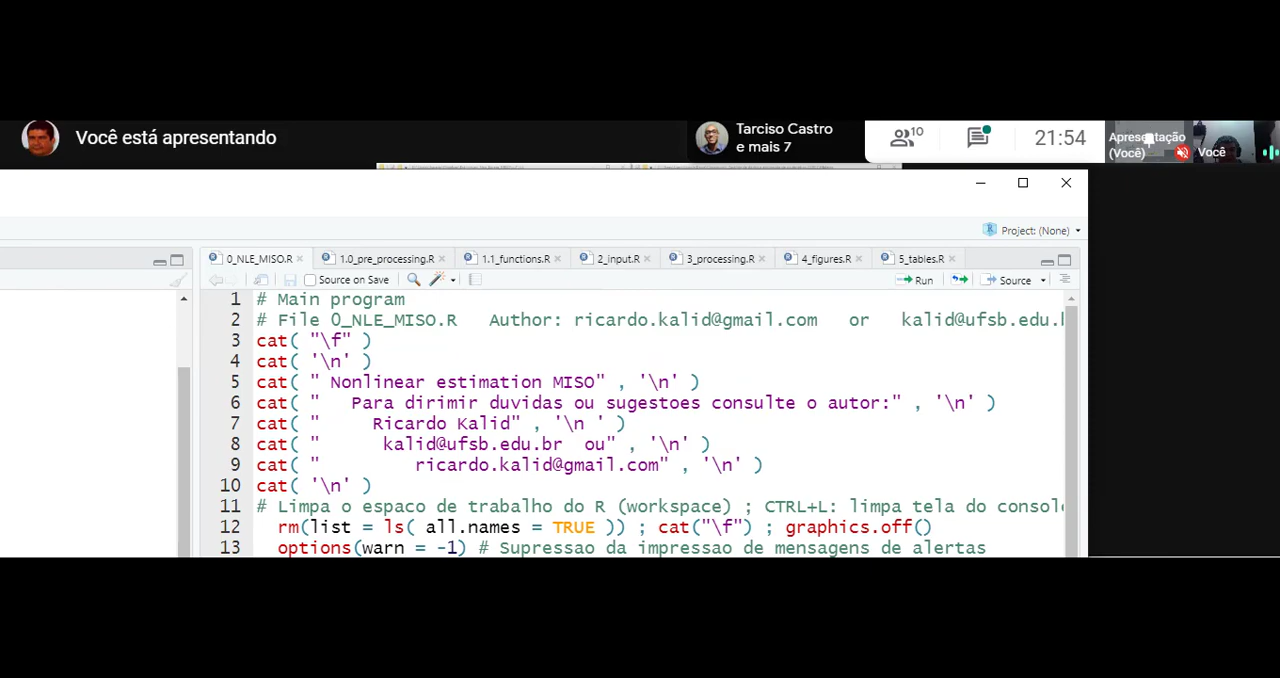 Você está apresentando
Tarciso Castro
e mais 7
10
21:54
Apresentação
(Você)
Você
Project: (None)
0_NLE_MISO.R
1.0_pre_processing.R
1.1_functions.R
2_input.R
3_processing.R
4_figures.R
5_tables.R
Source on Save
Run
Source
1 # Main program
2 # File 0_NLE_MISO.R Author: ricardo.kalid@gmail.com or kalid@ufsb.edu.
3 cat( "\f" )
4 cat( '\n' )
5 cat( " Nonlinear estimation MISO" , '\n' )
6 cat( " Para dirimir duvidas ou sugestoes consulte o autor:" , '\n' )
7 cat( " Ricardo Kalid" , '\n ' )
8 cat( " kalid@ufsb.edu.br ou" , '\n' )
9 cat( " ricardo.kalid@gmail.com" , '\n' )
10 cat( '\n' )
11 # Limpa o espaco de trabalho do R (workspace) ; CTRL+L: limpa tela do consol
12 rm(list = ls( all.names = TRUE )) ; cat("\f") ; graphics.off()
13 options(warn = -1) # Supressao da impressao de mensagens de alertas